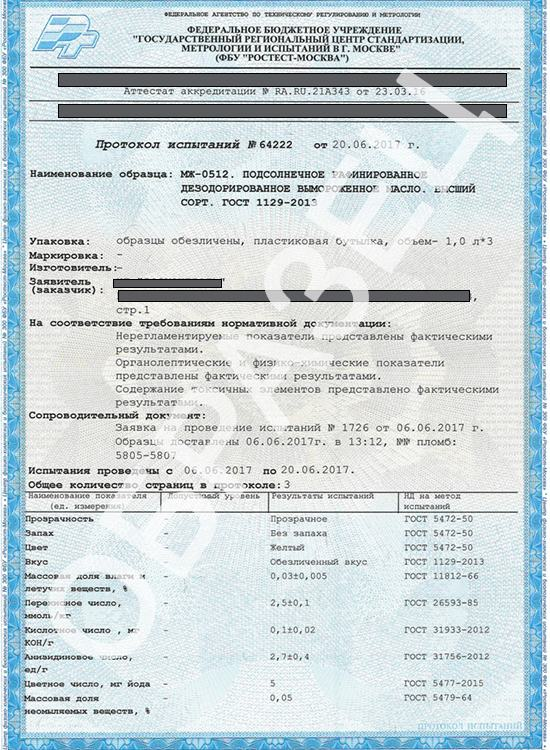 ФЕДЕРАЛЬНОЕ АГЕНТСТВО ПО ТЕХНИЧЕСКОМУ РЕГУЛИРОВАНИЮ И МЕТРОЛОГИИ
ФЕДЕРАЛЬНОЕ БЮДЖЕТНОЕ УЧРЕЖДЕНИЕ
"ГОСУДАРСТВЕННЫЙ РЕГИОНАЛЬНЫЙ ЦЕНТР СТАНДАРТИЗАЦИИ,
МЕТРОЛОГИИ И ИСПЫТАНИЙ В Г. МОСКВЕ"
(ФБУ "РОСТЕСТ-МОСКВА")
Аттестат аккредитации № RA.RU.21АЯ43 от 23.03.16
Протокол испытаний №64222 от 20.06.2017 г.
Наименование образца: МЖ-0512. ПОДСОЛНЕЧНОЕ РАФИНИРОВАННОЕ
ДЕЗОДОРИРОВАННОЕ ВЫМОРОЖЕННОЕ МАСЛО. ВЫСШИЙ
СОРТ. ГОСТ 1129-2013
Упаковка: образцы обезличены, пластиковая бутылка, объем- 1,0 л*3
Маркировка: -
Изготовитель:-
Заявитель
(заказчик):
стр.1
На соответствие требованиям нормативной документации:
Нерегламентируемые показатели представлены фактическими
результатами.
Органолептические и физико-химические показатели
представлены фактическими результатами.
Содержание токсичных элементов представлено фактическими
результатами.
Сопроводительный документ:
Заявка на проведение испытаний № 1726 от 06.06.2017 г.
Образцы доставлены 06.06.2017г. в 13:12, №№ пломб:
5805-5807
Испытания проведены с 06.06.2017 по 20.06.2017.
Общее количество страниц в протоколе:3
Наименование показателя Допустимый уровень Результаты испытаний НД на метод
(ед. измерения) испытаний
Прозрачность - Прозрачное ГОСТ 5472-50
Запах - Без запаха ГОСТ 5472-50
Цвет - Желтый ГОСТ 5472-50
Вкус - Обезличенный вкус ГОСТ 1129-2013
Массовая доля влаги и - 0,03±0,005 ГОСТ 11812-66
летучих веществ, %
Перекисное число, - 2,5±0,1 ГОСТ 26593-85
ммоль/кг
Кислотное число , мг - 0,1±0,02 ГОСТ 31933-2012
КОН/г
Анизидиновое число, - 2,7±0,4 ГОСТ 31756-2012
ед/г
Цветное число, мг йода - 5 ГОСТ 5477-2015
Массовая доля - 0,05 ГОСТ 5479-64
неомыляемых веществ, %
ПРОТОКОЛ ИСПЫТАНИЙ
ОБРАЗЕЦ